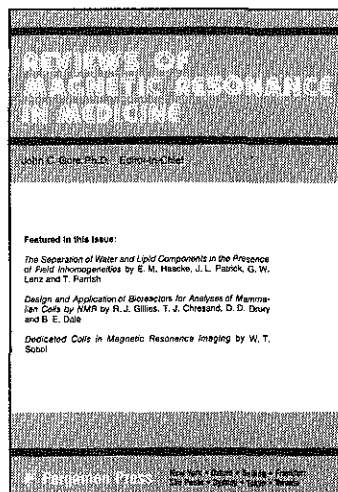 REVIEWS OF
MAGNETIC RESONANCE
IN MEDICINE
John C. Gore, Ph.D. Editor-in-Chief
Featured in this issue:
The Separation of Water and Lipid Components in the Presence
of Field Inhomogeneities by E. M. Haacke, J. L. Patrick, G. W.
Lenz and T. Parrish
Design and Application of Bioreactors for Analyses of Mamma-
lian Cells by NMR by R. J. Gillies, T. J. Chresand, D. D. Drury
and B. E. Dale
Dedicated Coils in Magnetic Resonance Imaging by W. T.
Sobol
Pergamon Press
New York • Oxford • Beijing • Frankfurt
São Paulo • Sydney • Tokyo • Toronto